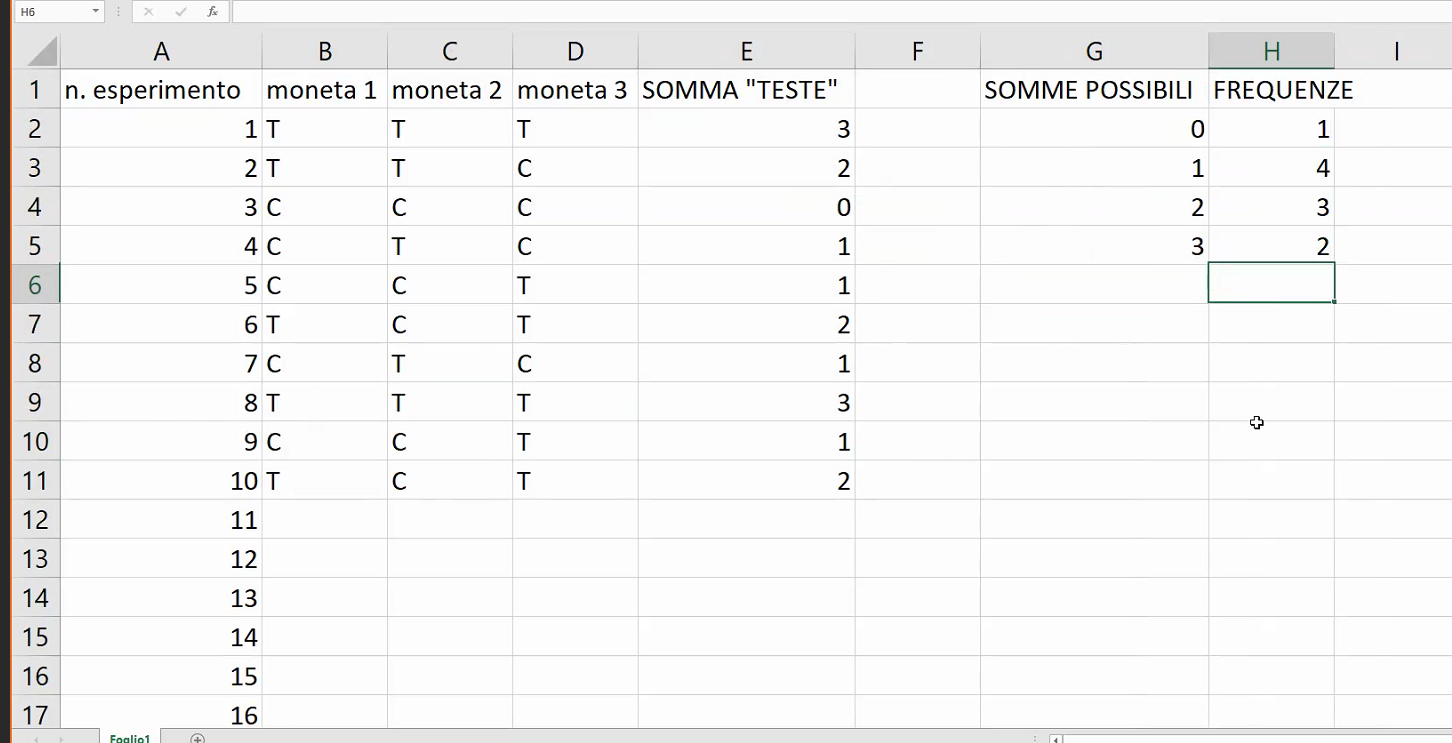 H6 fx
A B C D E F G H I
1 n. esperimento moneta 1 moneta 2 moneta 3 SOMMA "TESTE" SOMME POSSIBILI FREQUENZE
2 1 T T T 3 0 1
3 2 T T C 2 1 4
4 3 C C C 0 2 3
5 4 C T C 1 3 2
6 5 C C T 1
7 6 T C T 2
8 7 C T C 1
9 8 T T T 3
10 9 C C T 1
11 10 T C T 2
12 11
13 12
14 13
15 14
16 15
17 16
Foglio1